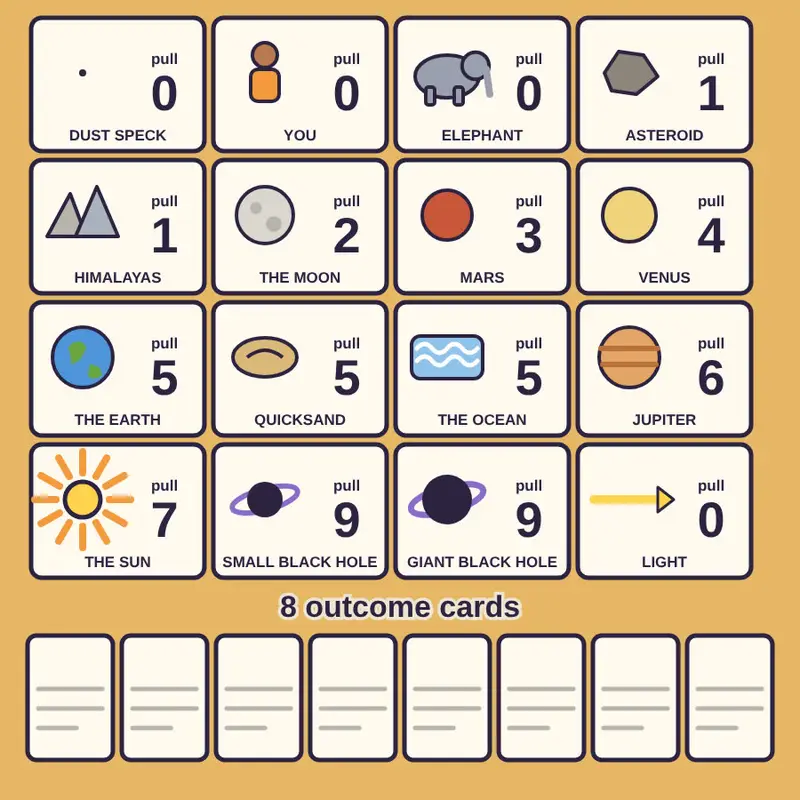 pull
0
DUST SPECK
pull
0
YOU
pull
0
ELEPHANT
pull
1
ASTEROID
pull
1
HIMALAYAS
pull
2
THE MOON
pull
3
MARS
pull
4
VENUS
pull
5
THE EARTH
pull
5
QUICKSAND
pull
5
THE OCEAN
pull
6
JUPITER
pull
7
THE SUN
pull
9
SMALL BLACK HOLE
pull
9
GIANT BLACK HOLE
pull
0
LIGHT
8 outcome cards